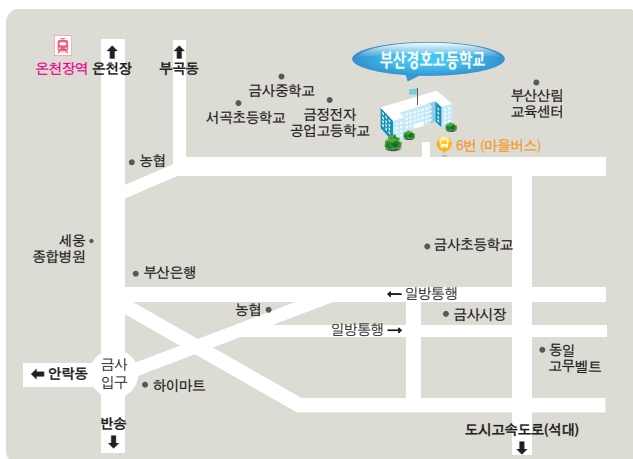 부산경호고등학교
온천장역 온천장
부곡동
금사중학교
서곡초등학교
금정전자
공업고등학교
부산산림
교육센터
6번 (마을버스)
농협
세웅
종합병원
부산은행
금사초등학교
일방통행
농협
금사시장
일방통행
동일
고무벨트
안락동
금사
입구
하이마트
반송
도시고속도로(석대)